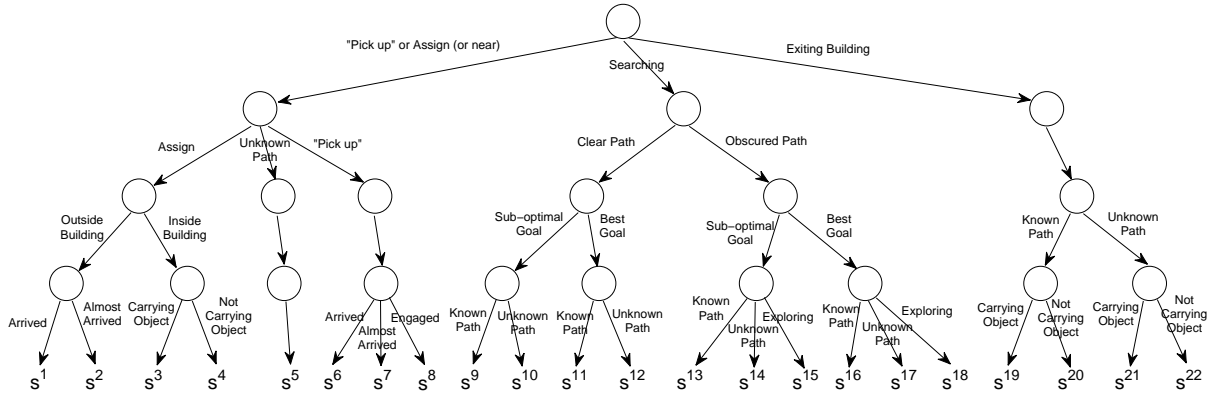 "Pick up" or Assign (or near)
Searching
Exiting Building
Assign
Unknown
Path
"Pick up"
Clear Path
Obscured Path
Outside
Building
Inside
Building
Sub−optimal
Goal
Best
Goal
Sub−optimal
Goal
Best
Goal
Known
Path
Unknown
Path
Arrived
Almost
Arrived
Carrying
Object
Not
Carrying
Object
Arrived
Almost
Arrived
Engaged
Known
Path
Unknown
Path
Known
Path
Unknown
Path
Known
Path
Unknown
Path
Exploring
Known
Path
Unknown
Path
Exploring
Carrying
Object
Not
Carrying
Object
Carrying
Object
Not
Carrying
Object
s1 s2 s3 s4 s5 s6 s7 s8 s9 s10 s11 s12 s13 s14 s15 s16 s17 s18 s19 s20 s21 s22